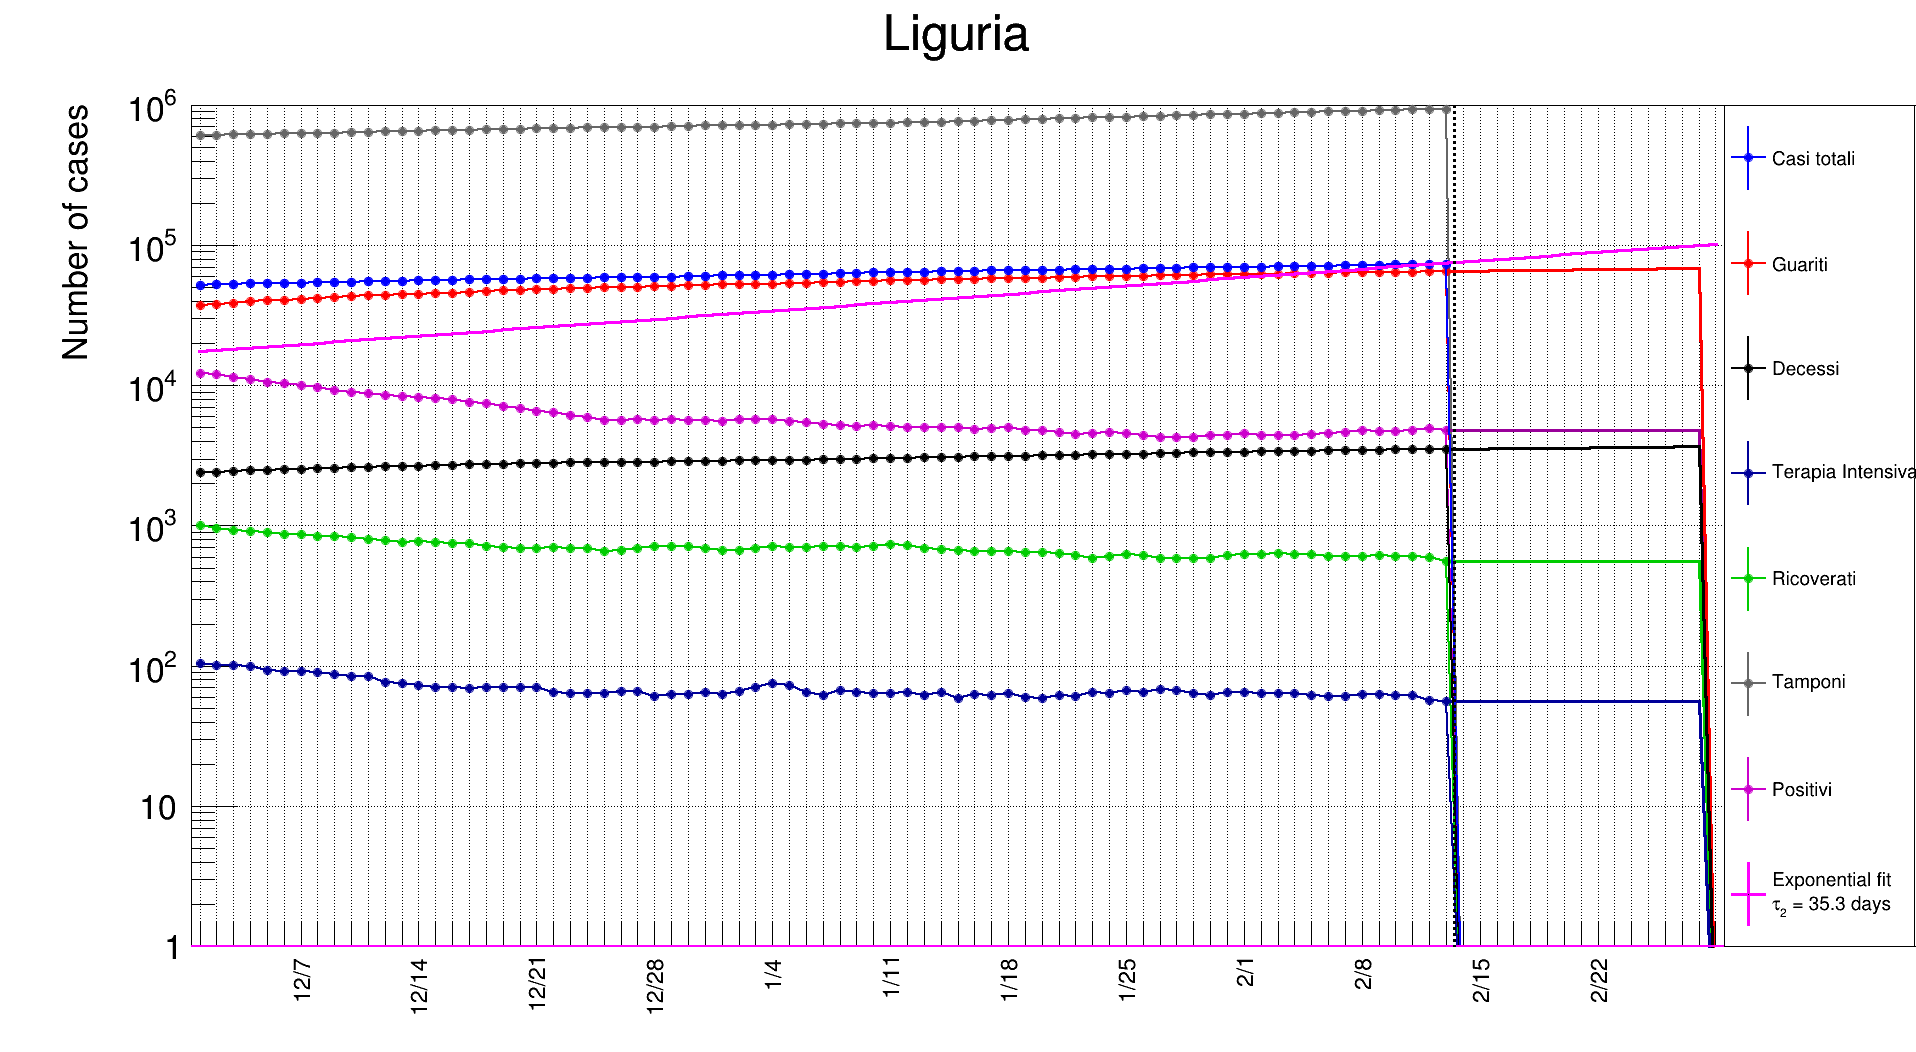 Liguria
Number of cases
10^6
10^5
10^4
10^3
10^2
10
1
12/7
12/14
12/21
12/28
1/4
1/11
1/18
1/25
2/1
2/8
2/15
2/22
Casi totali
Guariti
Decessi
Terapia Intensiva
Ricoverati
Tamponi
Positivi
Exponential fit
τ₂ = 35.3 days